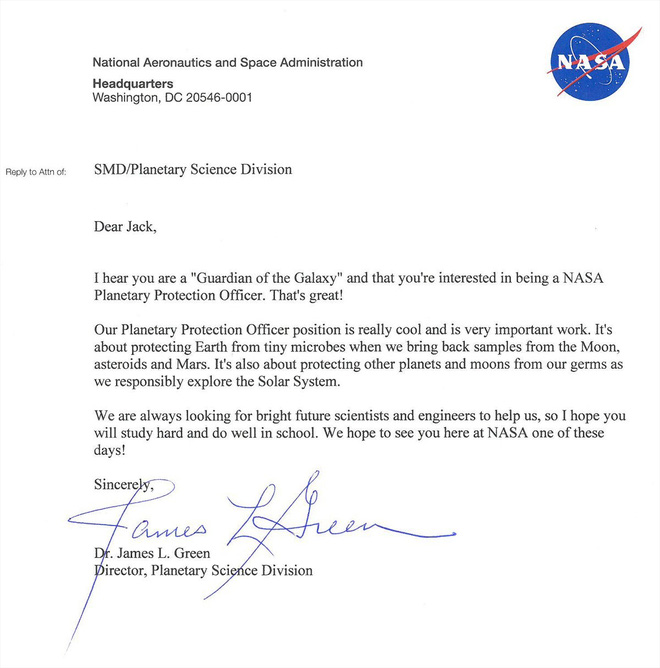 National Aeronautics and Space Administration
Headquarters
Washington, DC 20546-0001
NASA
Reply to Attn of:
SMD/Planetary Science Division
Dear Jack,
I hear you are a "Guardian of the Galaxy" and that you're interested in being a NASA
Planetary Protection Officer. That's great!
Our Planetary Protection Officer position is really cool and is very important work. It's
about protecting Earth from tiny microbes when we bring back samples from the Moon,
asteroids and Mars. It's also about protecting other planets and moons from our germs as
we responsibly explore the Solar System.
We are always looking for bright future scientists and engineers to help us, so I hope you
will study hard and do well in school. We hope to see you here at NASA one of these
days!
Sincerely,
James L Green
Dr. James L. Green
Director, Planetary Science Division